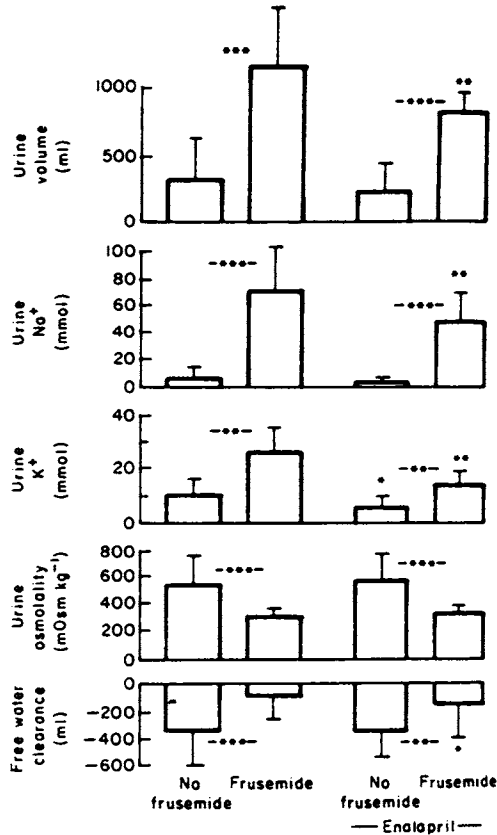 Urine
volume
(ml)
1000
500
0
***
-****-
**
Urine
Na+
(mmol)
100
80
60
40
20
0
-****-
-****-
**
Urine
K+
(mmol)
40
20
0
-***-
*
-**-
**
Urine
osmolality
(mOsm kg−1)
800
600
400
200
0
-****-
-****-
Free water
clearance
(ml)
0
-200
-400
-600
-***-
-**-
*
No
frusemide
Frusemide
No
frusemide
Frusemide
— Enalapril —